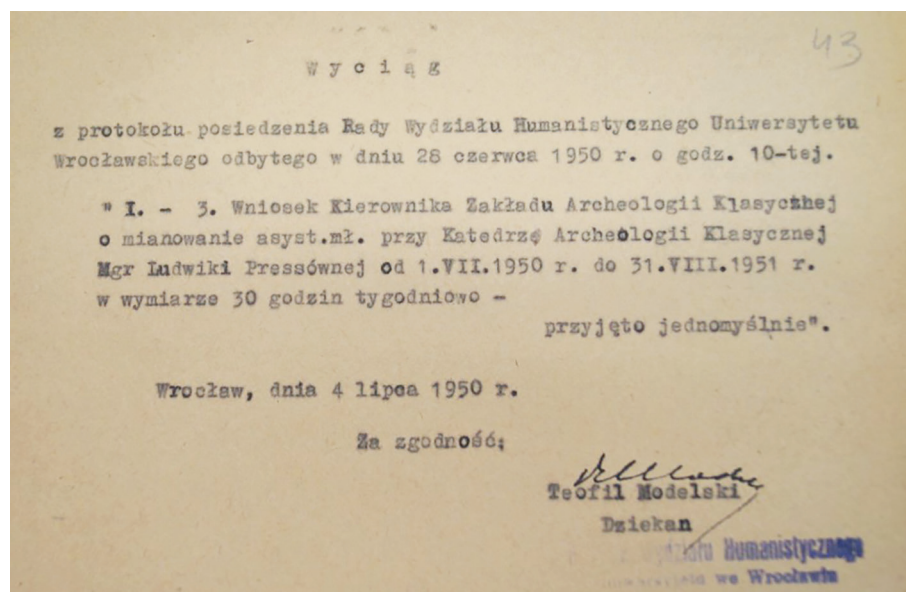 43
Wyciąg
z protokołu posiedzenia Rady Wydziału Humanistycznego Uniwersytetu
Wrocławskiego odbytego w dniu 28 czerwca 1950 r. o godz. 10-tej.
" I. - 3. Wniosek Kierownika Zakładu Archeologii Klasycznej
o mianowanie asyst.mł. przy Katedrzę Archeologii Klasycznej
Mgr Ludwiki Pressównej od 1.VII.1950 r. do 31.VIII.1951 r.
w wymiarze 30 godzin tygodniowo -
przyjęto jednomyślnie".
Wrocław, dnia 4 lipca 1950 r.
Za zgodność:
Teofil Modelski
Dziekan
Humanistycznego
we Wrocławiu